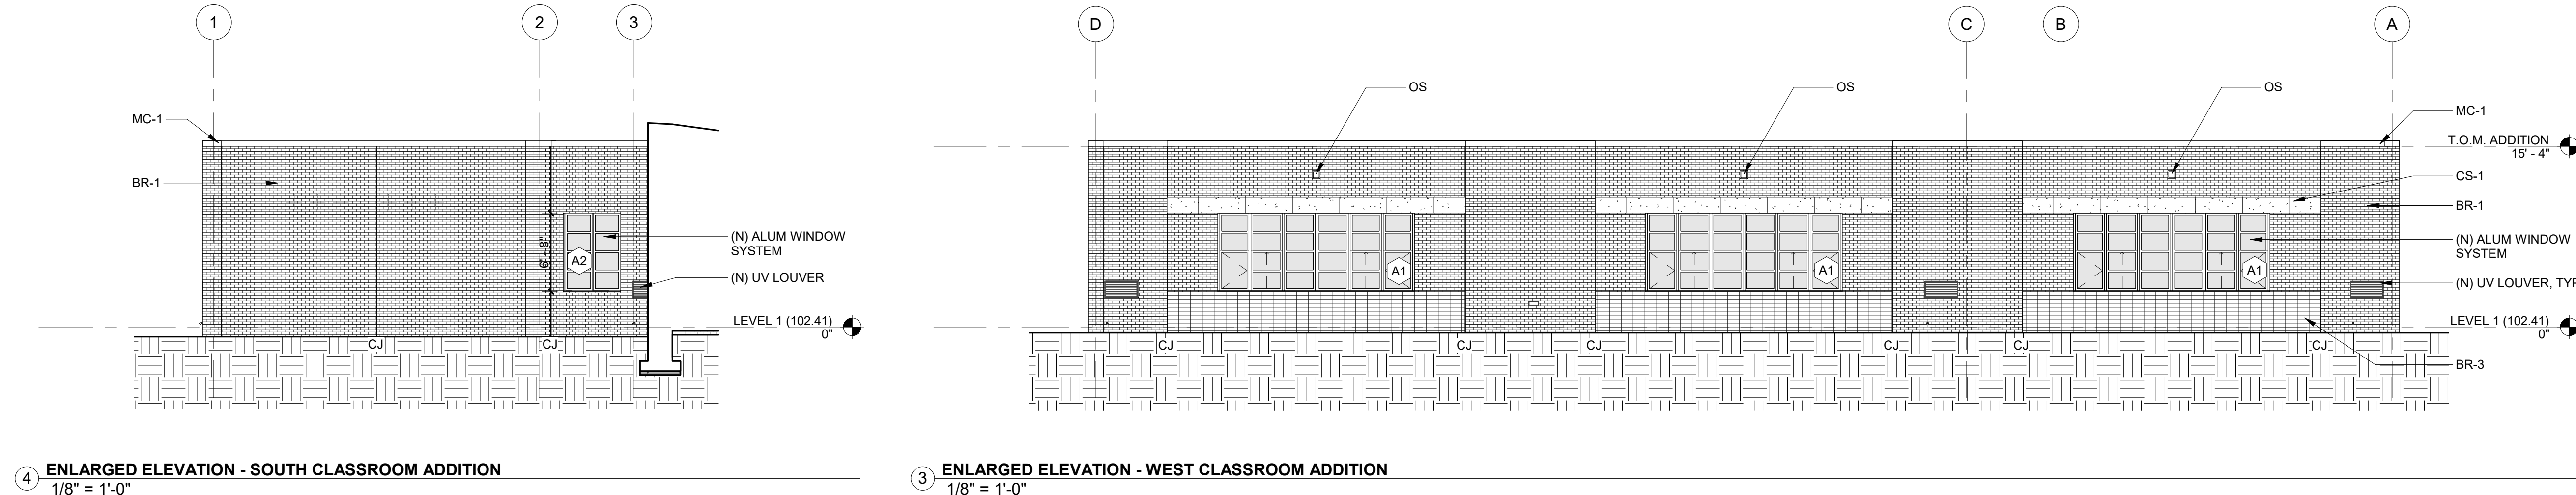 1
2
3
MC-1
BR-1
6" - 8"
A2
(N) ALUM WINDOW
SYSTEM
(N) UV LOUVER
LEVEL 1 (102.41)
0"
CJ
CJ
4
ENLARGED ELEVATION - SOUTH CLASSROOM ADDITION
1/8" = 1'-0"
D
C
B
A
OS
OS
OS
MC-1
T.O.M. ADDITION
15' - 4"
CS-1
BR-1
(N) ALUM WINDOW
SYSTEM
A1
A1
A1
(N) UV LOUVER, TYP
LEVEL 1 (102.41)
0"
CJ
CJ
CJ
CJ
CJ
CJ
BR-3
3
ENLARGED ELEVATION - WEST CLASSROOM ADDITION
1/8" = 1'-0"